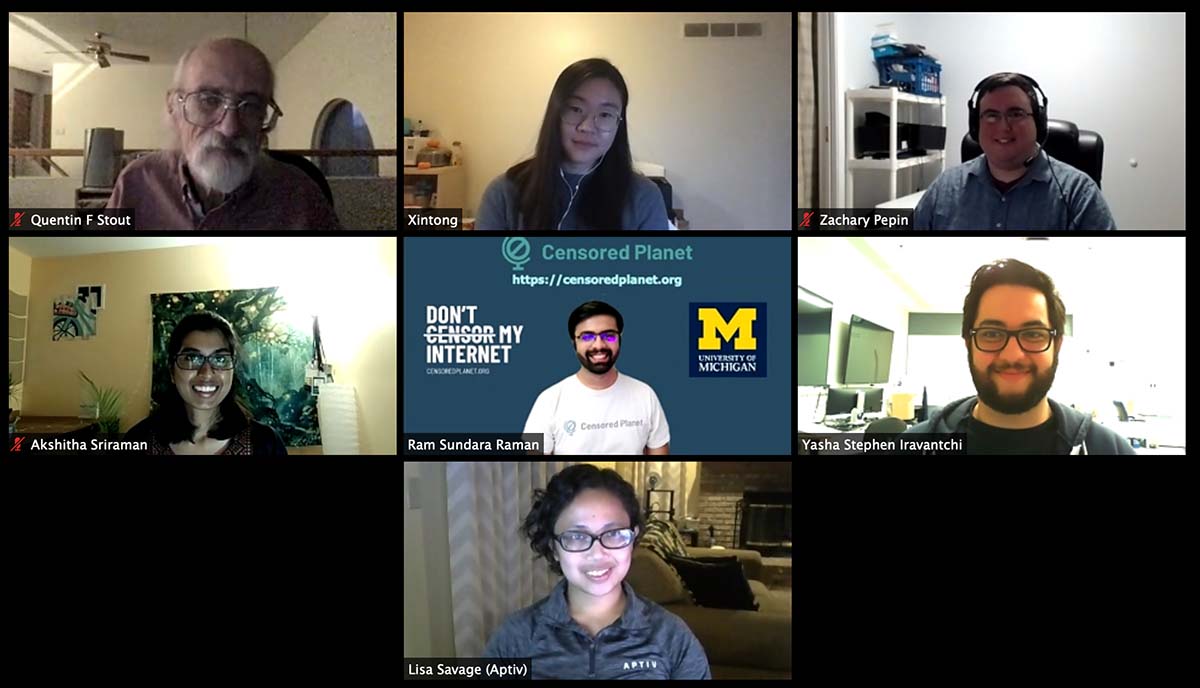 Quentin F Stout
Xintong
Zachary Pepin
Akshitha Sriraman
Censored Planet
https://censoredplanet.org
DON'T
CENSOR MY
INTERNET
CENSOREDPLANET.ORG
M
UNIVERSITY OF
MICHIGAN
Censored Planet
Ram Sundara Raman
Yasha Stephen Iravantchi
APTIV
Lisa Savage (Aptiv)